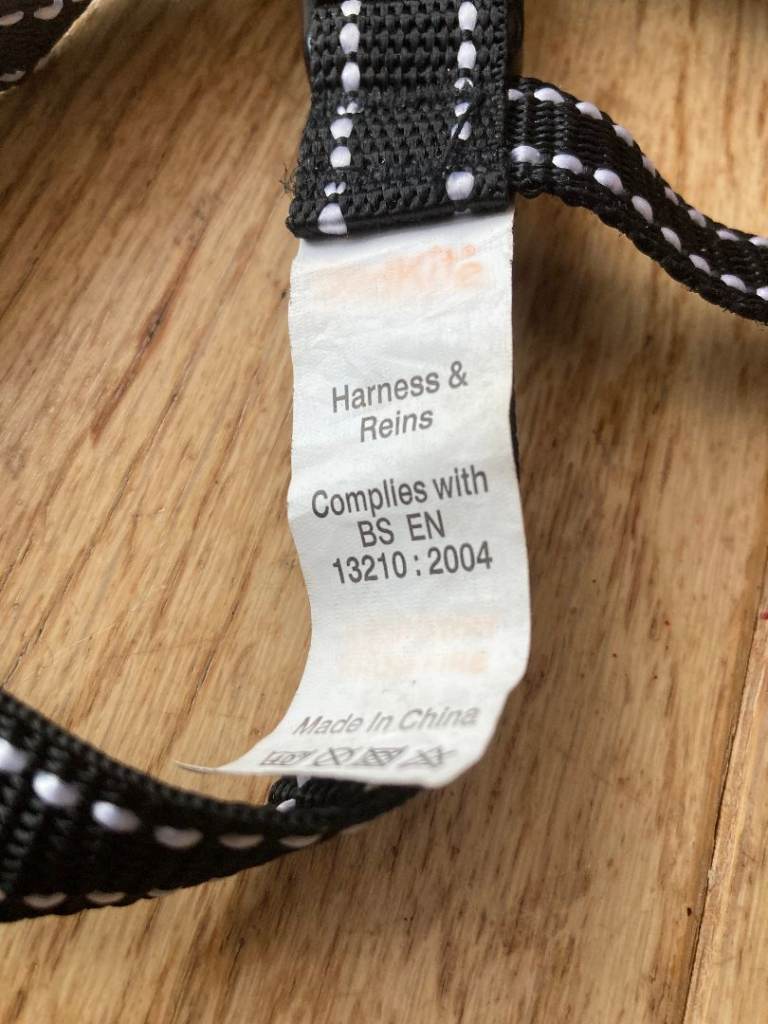 Harness &
Reins
Complies with
BS EN
13210 : 2004
Made In China